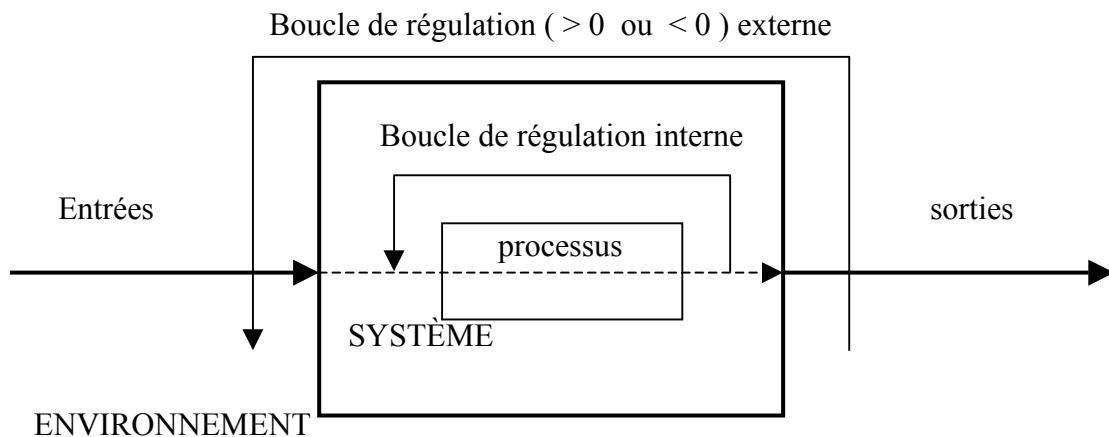 Boucle de régulation ( > 0 ou < 0 ) externe
Boucle de régulation interne
Entrées
sorties
processus
SYSTÈME
ENVIRONNEMENT